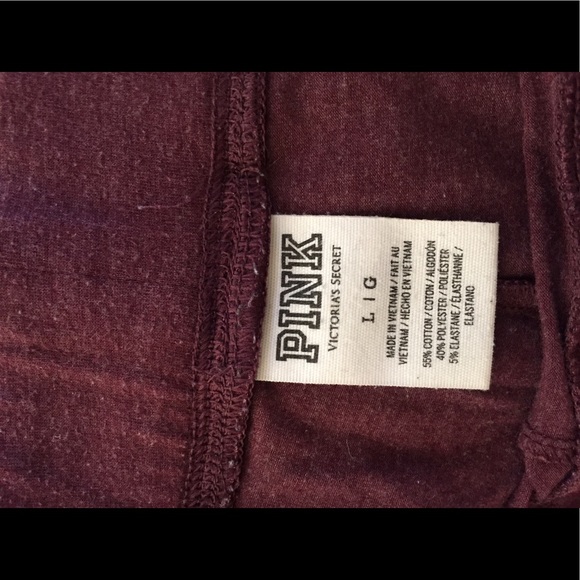 PINK
VICTORIA'S SECRET
L | G
MADE IN VIETNAM / FAIT AU
VIETNAM / HECHO EN VIETNAM
55% COTTON / COTON / ALGODÓN
40% POLYESTER / POLIÉSTER
5% ELASTANE / ÉLASTHANNE /
ELASTANO